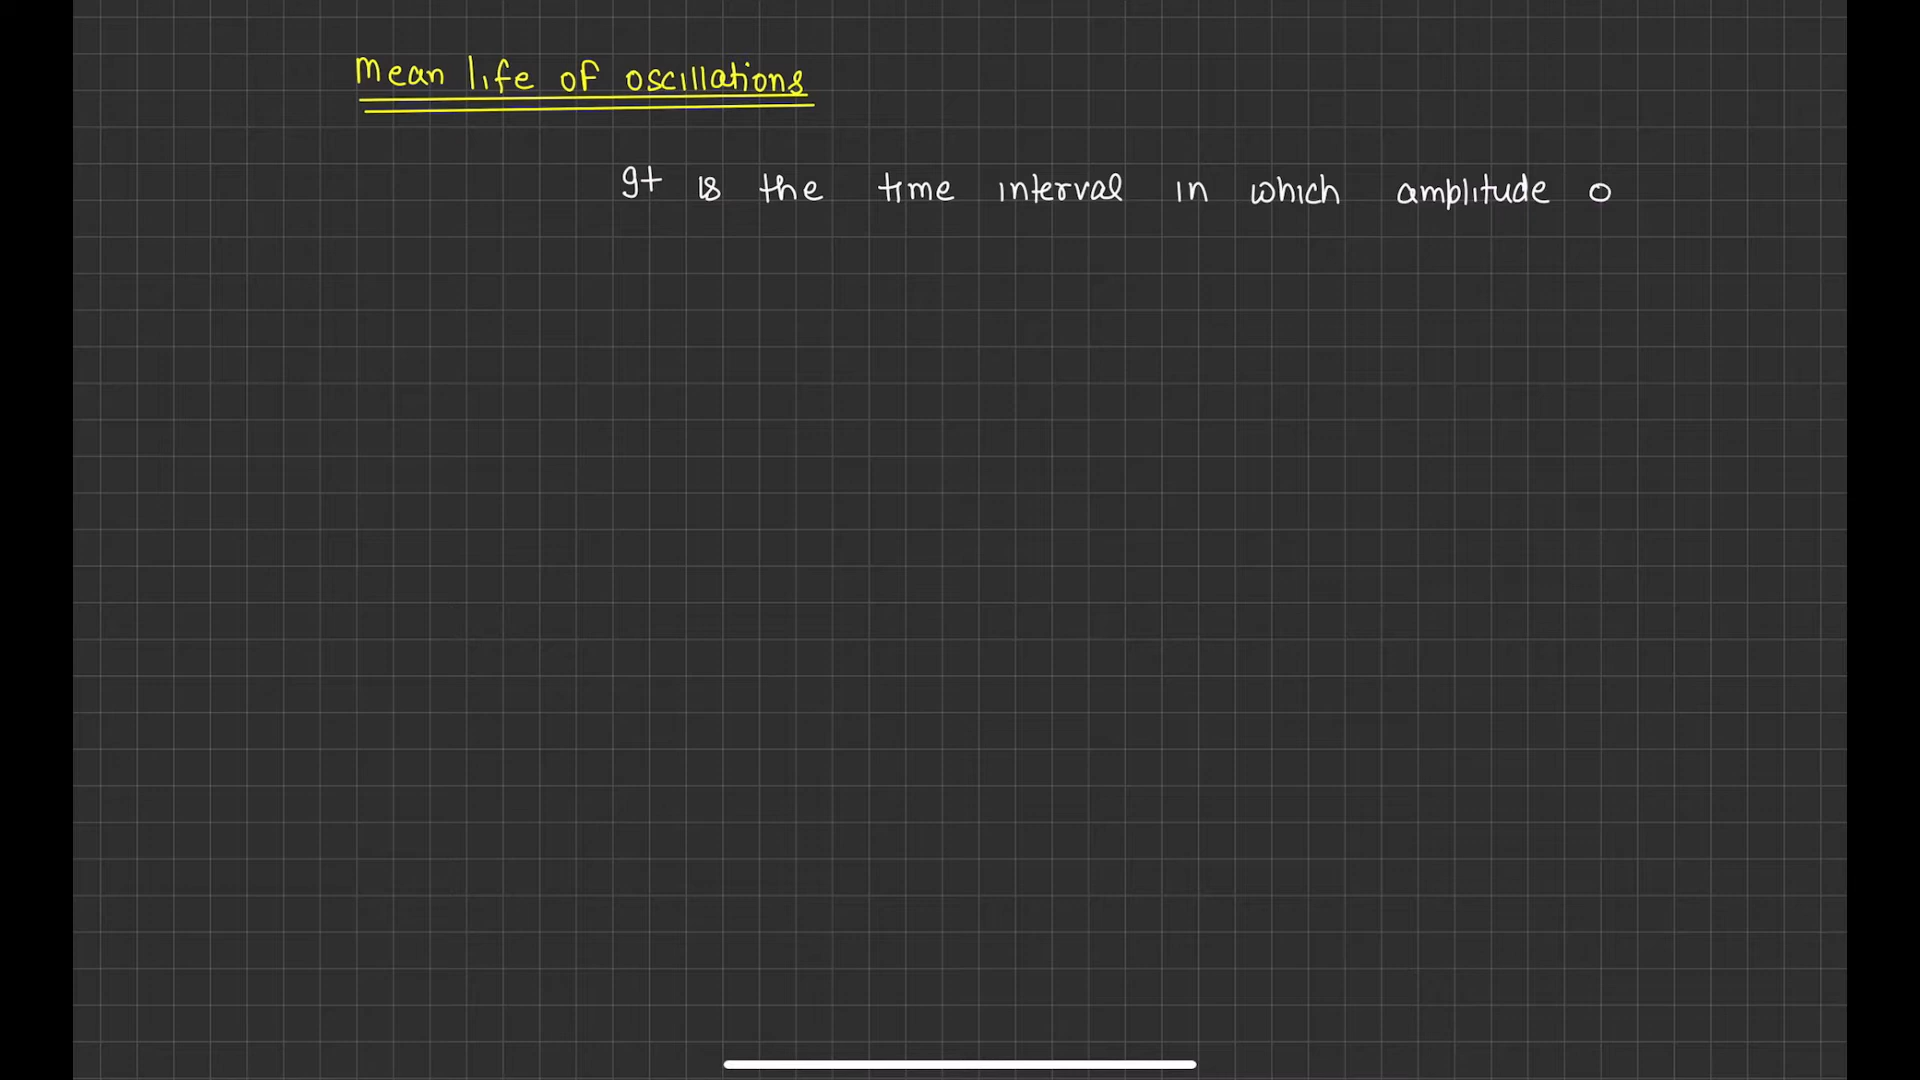 Mean life of oscillations
It is the time interval in which amplitude o